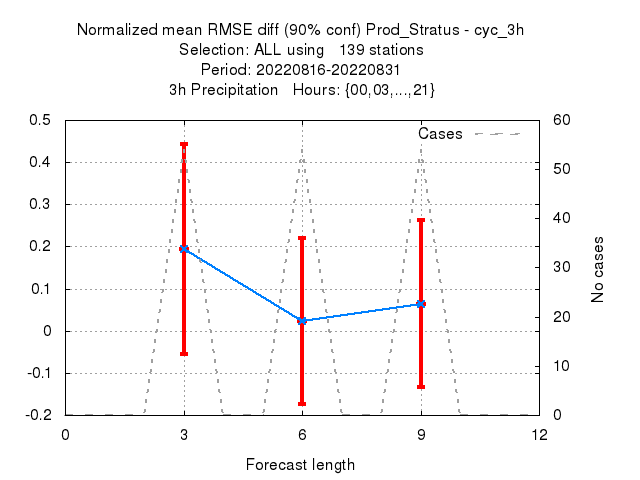 Normalized mean RMSE diff (90% conf) Prod_Stratus - cyc_3h
Selection: ALL using   139 stations
Period: 20220816-20220831
3h Precipitation   Hours: {00,03,...,21}
Cases
0.5
0.4
0.3
0.2
0.1
0
-0.1
-0.2
60
50
40
30
20
10
0
No cases
0 3 6 9 12
Forecast length